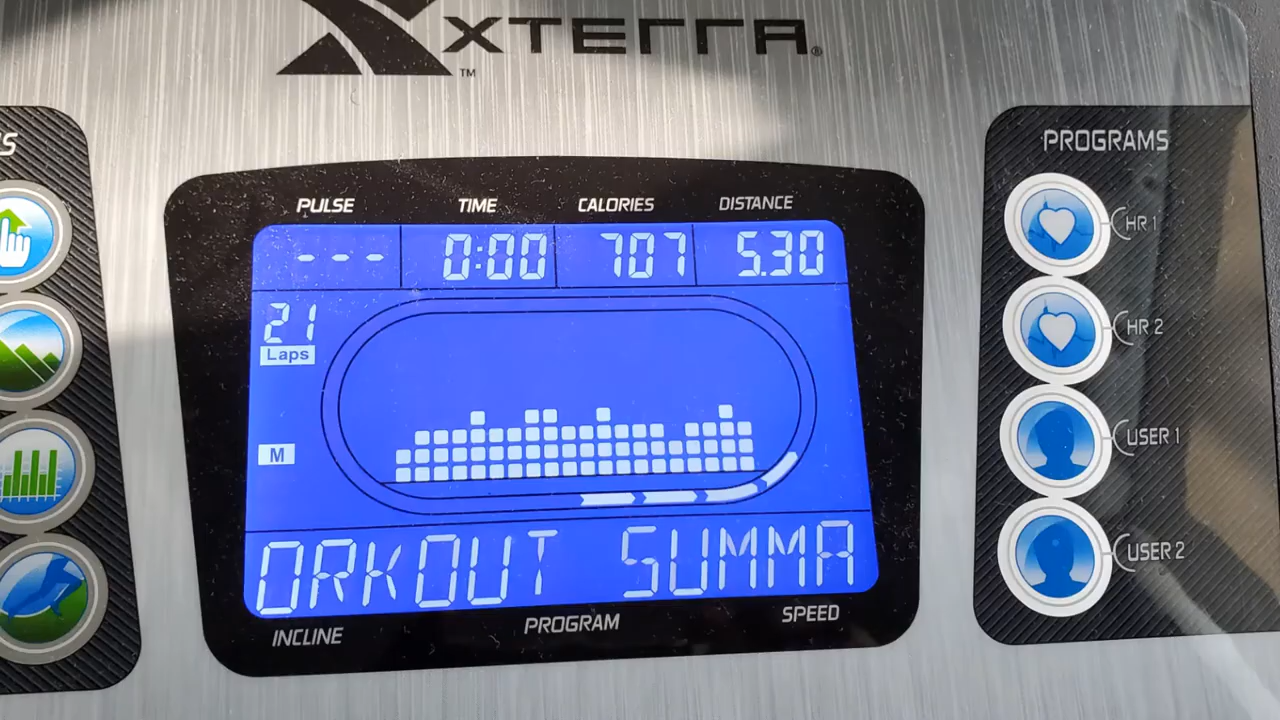 XTERRA®
™
S
PROGRAMS
PULSE TIME CALORIES DISTANCE
- - - 0:00 707 5.30
21
Laps
M
ORKOUT SUMMA
INCLINE PROGRAM SPEED
HR 1
HR 2
USER 1
USER 2